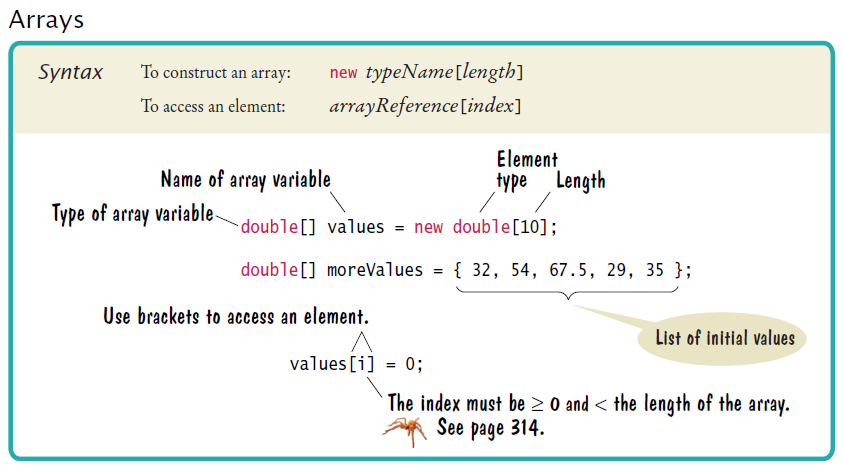 Arrays
Syntax To construct an array: new typeName[length]
To access an element: arrayReference[index]
Element
type Length
Name of array variable
Type of array variable
double[] values = new double[10];
double[] moreValues = { 32, 54, 67.5, 29, 35 };
Use brackets to access an element.
List of initial values
values[i] = 0;
The index must be ≥ 0 and < the length of the array.
See page 314.